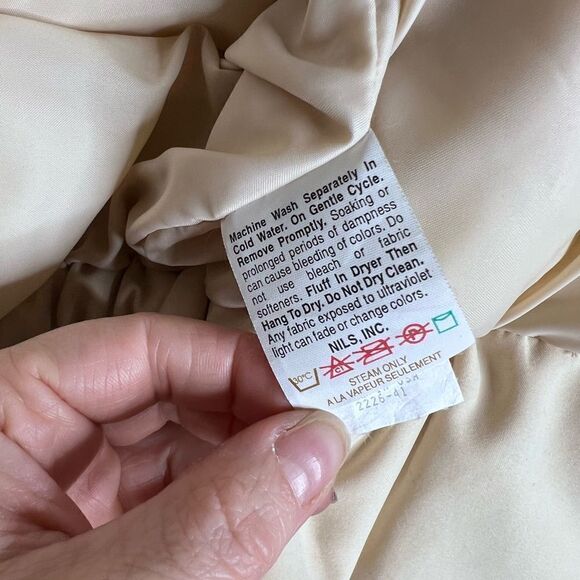 Machine Wash Separately In
Cold Water. On Gentle Cycle.
Remove Promptly. Soaking or
prolonged periods of dampness
can cause bleeding of colors. Do
not use bleach or fabric
softeners. Fluff In Dryer Then
Hang To Dry. Do Not Dry Clean.
Any fabric exposed to ultraviolet
light can fade or change colors.
NILS, INC.
30°C
STEAM ONLY
A LA VAPEUR SEULEMENT
2226-41